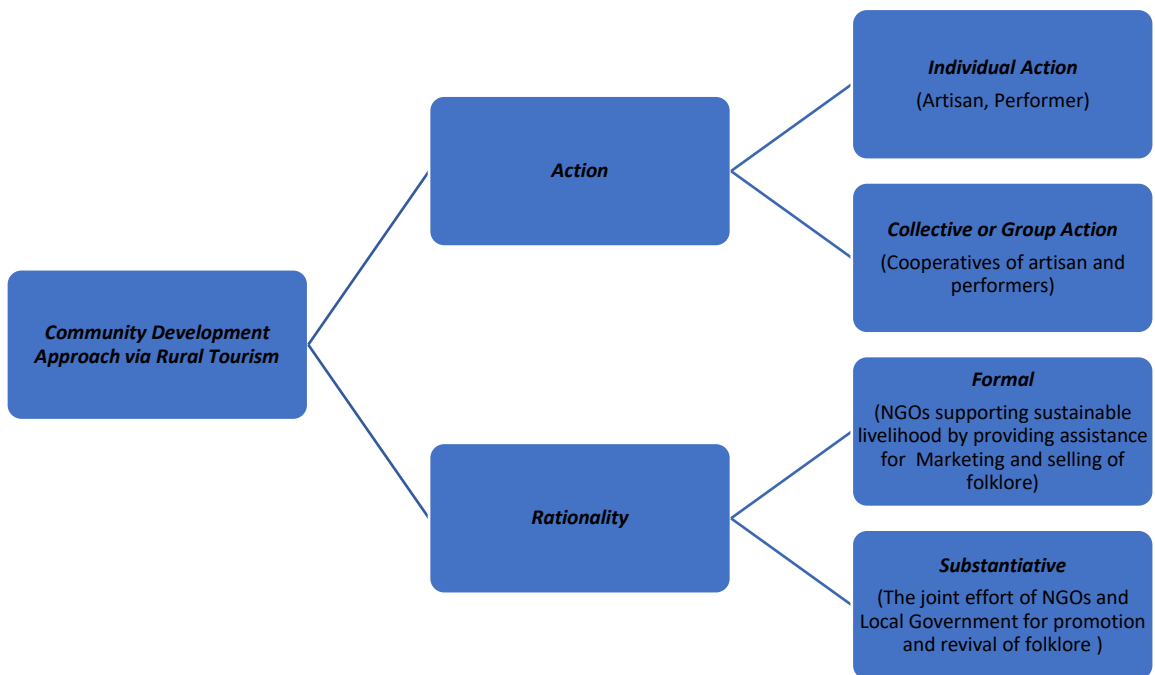 Individual Action
(Artisan, Performer)
Action
Collective or Group Action
(Cooperatives of artisan and
performers)
Community Development
Approach via Rural Tourism
Formal
(NGOs supporting sustainable
livelihood by providing assistance
for Marketing and selling of
folklore)
Rationality
Substantiative
(The joint effort of NGOs and
Local Government for promotion
and revival of folklore )